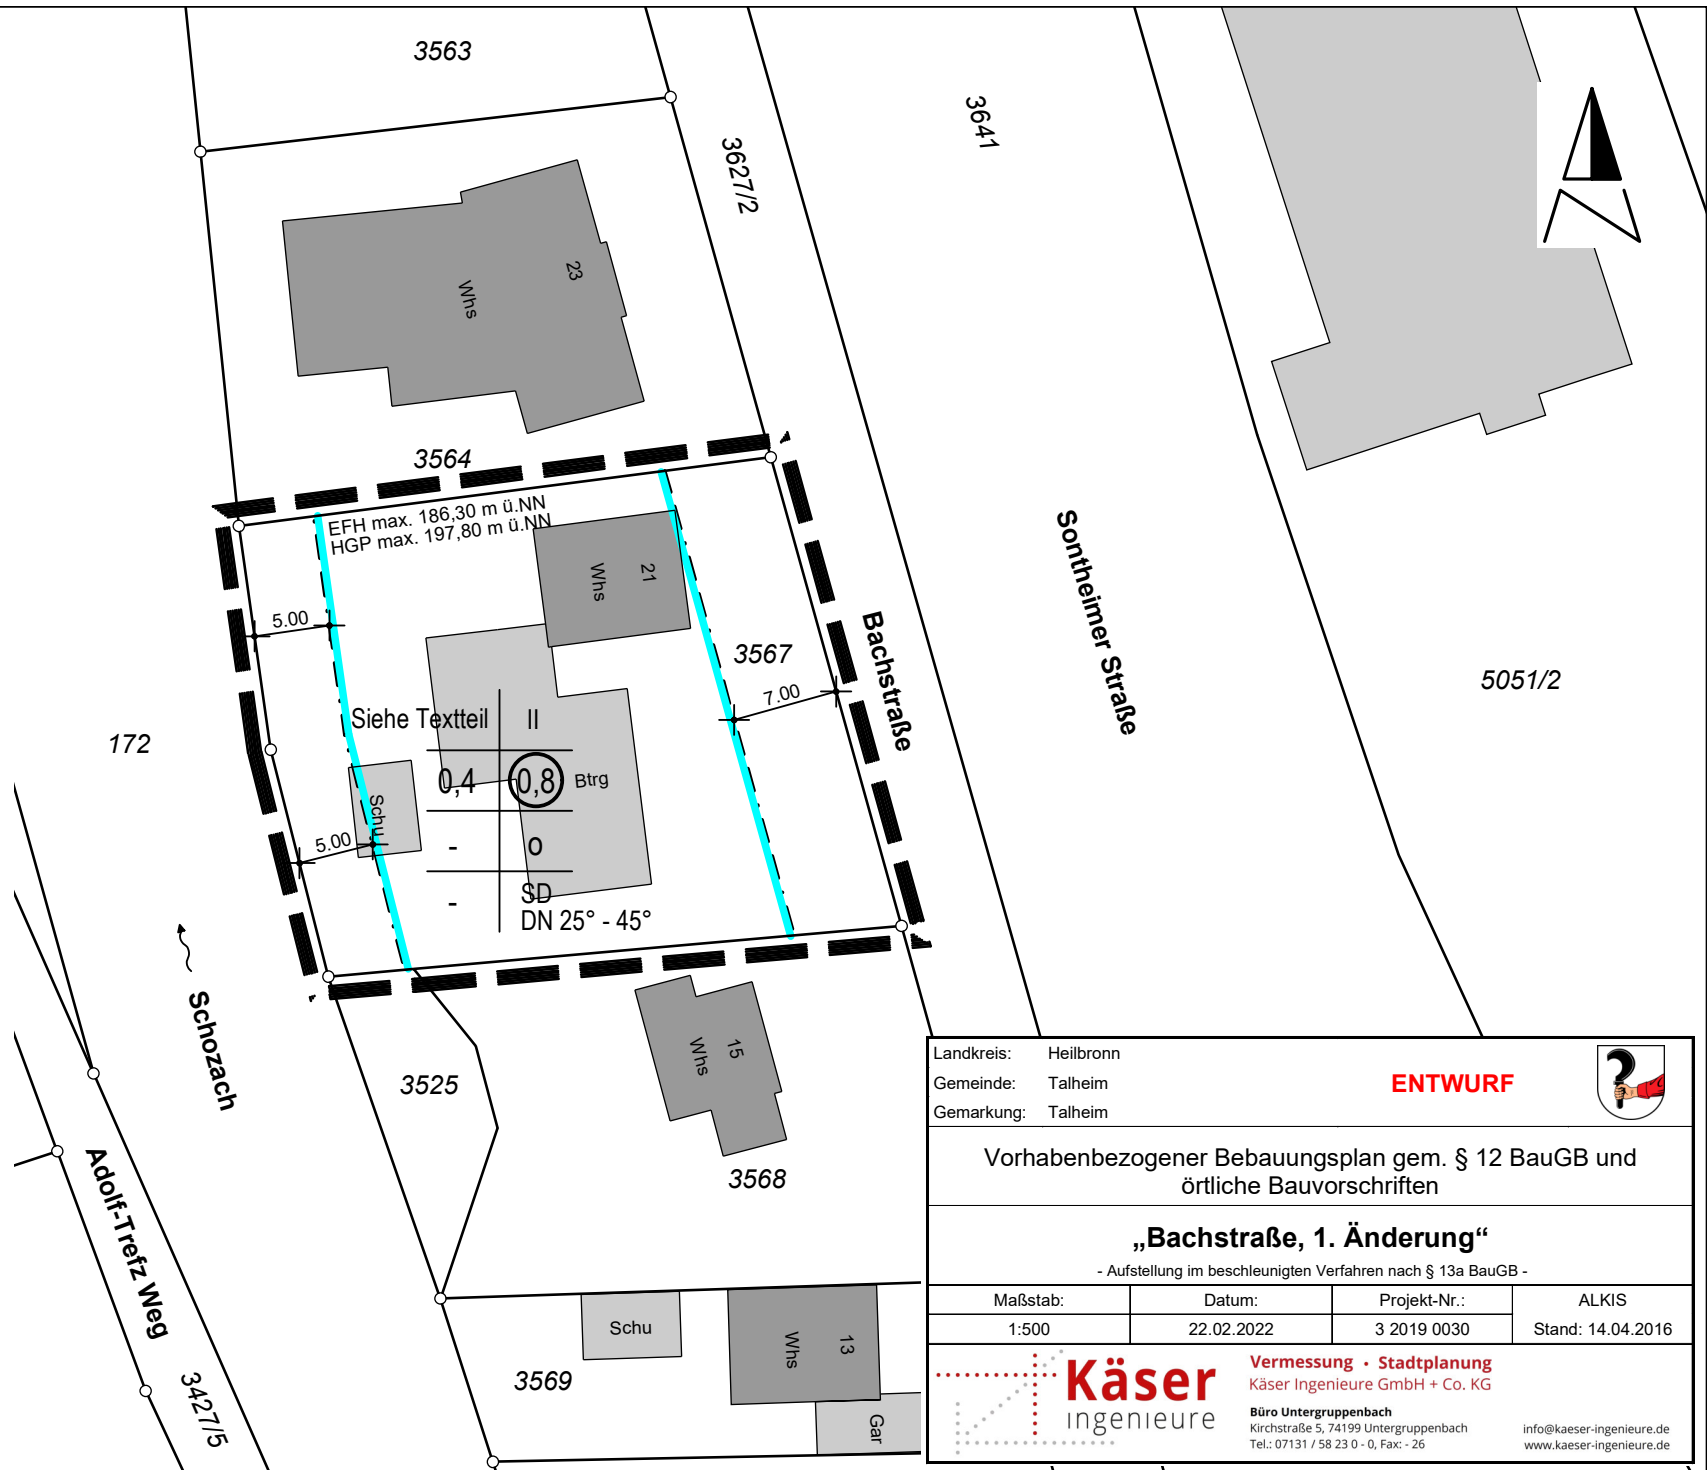 3563
3627/2
3641
23
Whs
3564
EFH max. 186,30 m ü.NN
HGP max. 197,80 m ü.NN
21
Whs
5.00
3567
7.00
Bachstraße
Sontheimer Straße
5051/2
172
Siehe Textteil II
0,4 0,8 Btrg
Schu
5.00
- o
- SD
DN 25° - 45°
Schozach
3525
15
Whs
3568
Adolf-Trefz Weg
3427/5
Schu
13
Whs
3569
Gar
Landkreis: Heilbronn
Gemeinde: Talheim
Gemarkung: Talheim
ENTWURF
Vorhabenbezogener Bebauungsplan gem. § 12 BauGB und
örtliche Bauvorschriften
„Bachstraße, 1. Änderung“
- Aufstellung im beschleunigten Verfahren nach § 13a BauGB -
Maßstab: Datum: Projekt-Nr.: ALKIS
1:500 22.02.2022 3 2019 0030 Stand: 14.04.2016
Käser
ingenieure
Vermessung · Stadtplanung
Käser Ingenieure GmbH + Co. KG
Büro Untergruppenbach
Kirchstraße 5, 74199 Untergruppenbach
Tel.: 07131 / 58 23 0 - 0, Fax: - 26
info@kaeser-ingenieure.de
www.kaeser-ingenieure.de